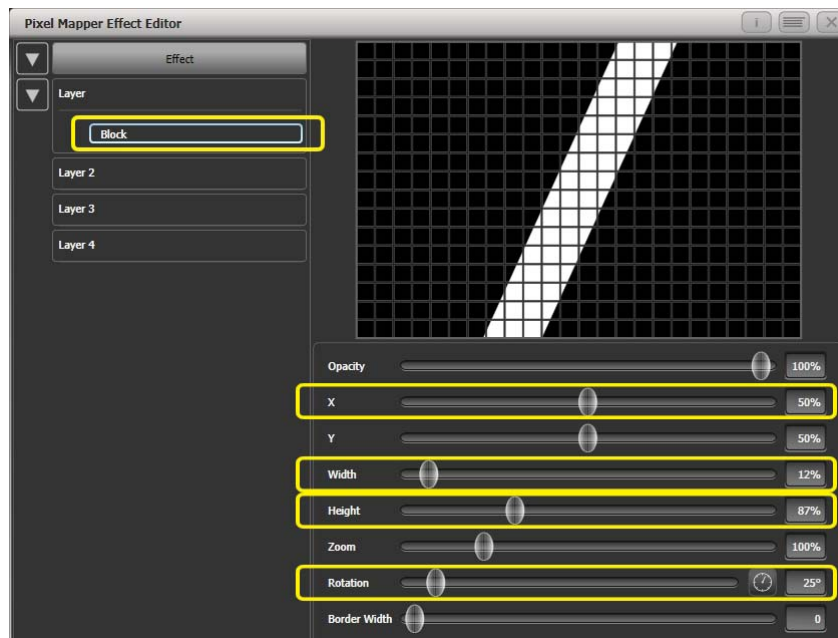 Pixel Mapper Effect Editor
i
Effect
Layer
Block
Layer 2
Layer 3
Layer 4
Opacity 100%
X 50%
Y 50%
Width 12%
Height 87%
Zoom 100%
Rotation 25°
Border Width 0